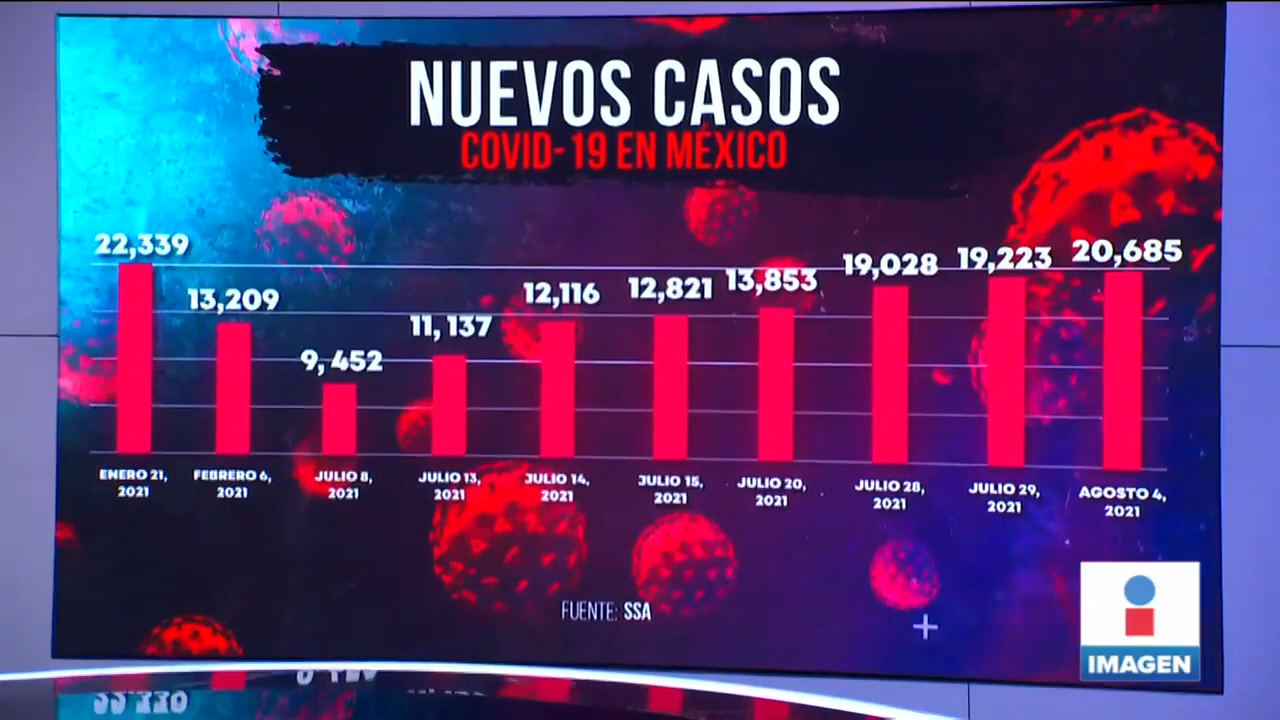 NUEVOS CASOS
COVID-19 EN MÉXICO
22,339
13,209
9,452
11,137
12,116
12,821
13,853
19,028
19,223
20,685
ENERO 21,
2021
FEBRERO 6,
2021
JULIO 8,
2021
JULIO 13,
2021
JULIO 14,
2021
JULIO 15,
2021
JULIO 20,
2021
JULIO 28,
2021
JULIO 29,
2021
AGOSTO 4,
2021
FUENTE: SSA
IMAGEN